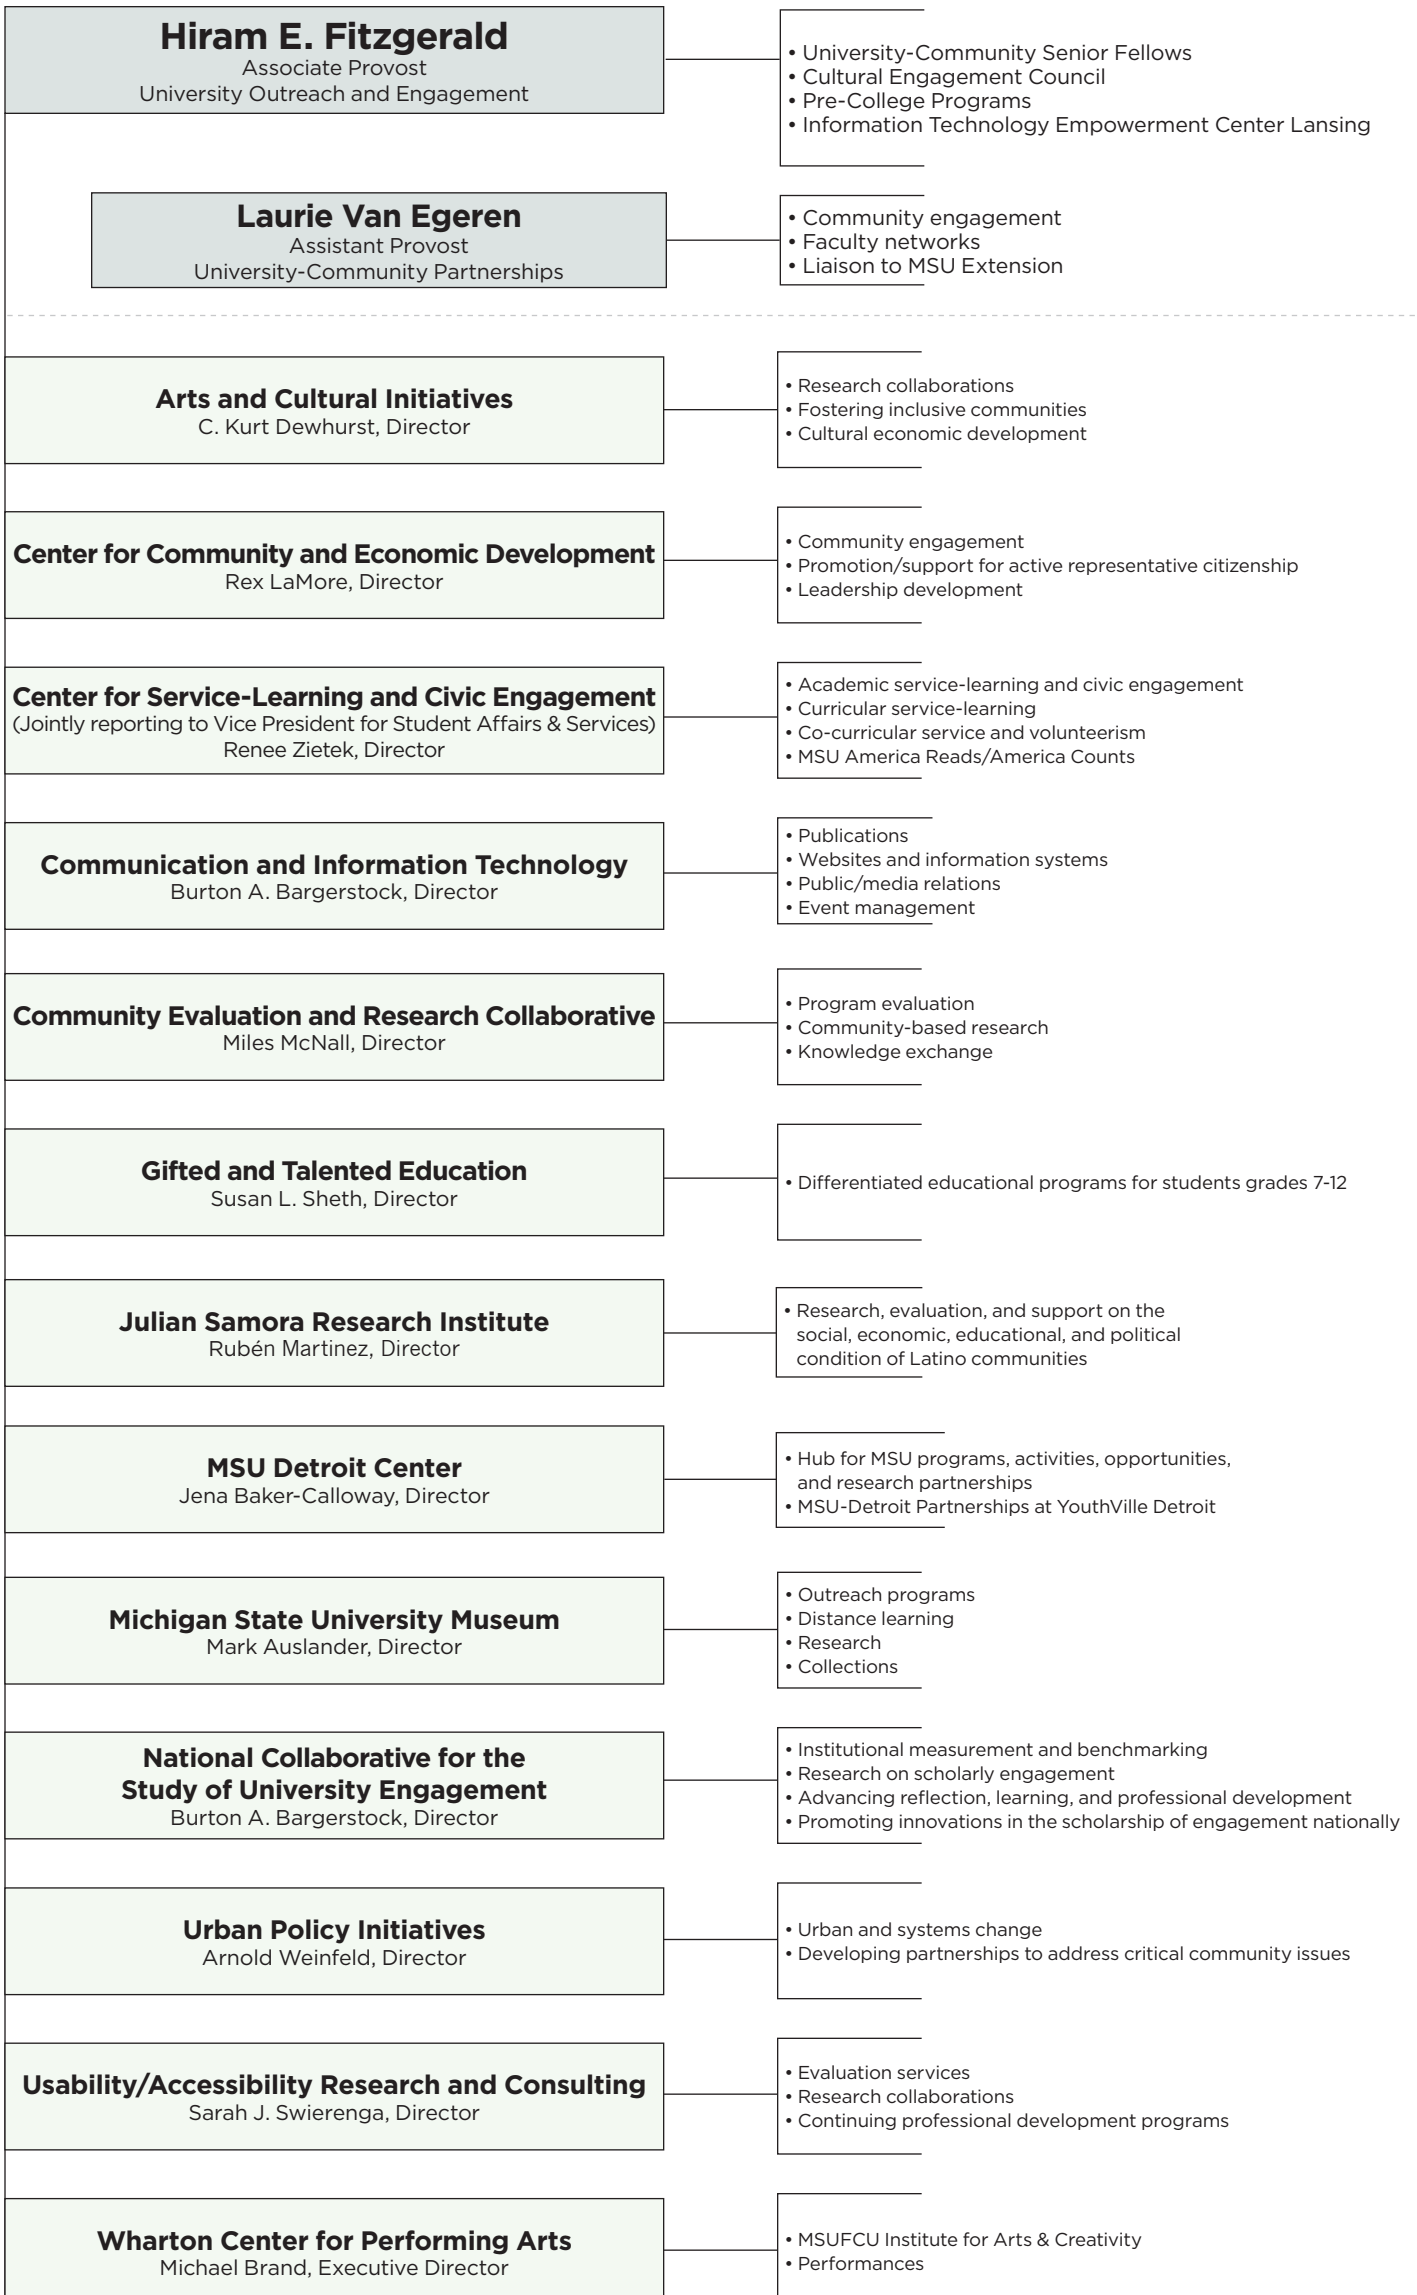 Hiram E. Fitzgerald
Associate Provost
University Outreach and Engagement
• University-Community Senior Fellows
• Cultural Engagement Council
• Pre-College Programs
• Information Technology Empowerment Center Lansing
Laurie Van Egeren
Assistant Provost
University-Community Partnerships
• Community engagement
• Faculty networks
• Liaison to MSU Extension
Arts and Cultural Initiatives
C. Kurt Dewhurst, Director
• Research collaborations
• Fostering inclusive communities
• Cultural economic development
Center for Community and Economic Development
Rex LaMore, Director
• Community engagement
• Promotion/support for active representative citizenship
• Leadership development
Center for Service-Learning and Civic Engagement
(Jointly reporting to Vice President for Student Affairs & Services)
Renee Zietek, Director
• Academic service-learning and civic engagement
• Curricular service-learning
• Co-curricular service and volunteerism
• MSU America Reads/America Counts
Communication and Information Technology
Burton A. Bargerstock, Director
• Publications
• Websites and information systems
• Public/media relations
• Event management
Community Evaluation and Research Collaborative
Miles McNall, Director
• Program evaluation
• Community-based research
• Knowledge exchange
Gifted and Talented Education
Susan L. Sheth, Director
• Differentiated educational programs for students grades 7-12
Julian Samora Research Institute
Rubén Martinez, Director
• Research, evaluation, and support on the
social, economic, educational, and political
condition of Latino communities
MSU Detroit Center
Jena Baker-Calloway, Director
• Hub for MSU programs, activities, opportunities,
and research partnerships
• MSU-Detroit Partnerships at YouthVille Detroit
Michigan State University Museum
Mark Auslander, Director
• Outreach programs
• Distance learning
• Research
• Collections
National Collaborative for the
Study of University Engagement
Burton A. Bargerstock, Director
• Institutional measurement and benchmarking
• Research on scholarly engagement
• Advancing reflection, learning, and professional development
• Promoting innovations in the scholarship of engagement nationally
Urban Policy Initiatives
Arnold Weinfeld, Director
• Urban and systems change
• Developing partnerships to address critical community issues
Usability/Accessibility Research and Consulting
Sarah J. Swierenga, Director
• Evaluation services
• Research collaborations
• Continuing professional development programs
Wharton Center for Performing Arts
Michael Brand, Executive Director
• MSUFCU Institute for Arts & Creativity
• Performances